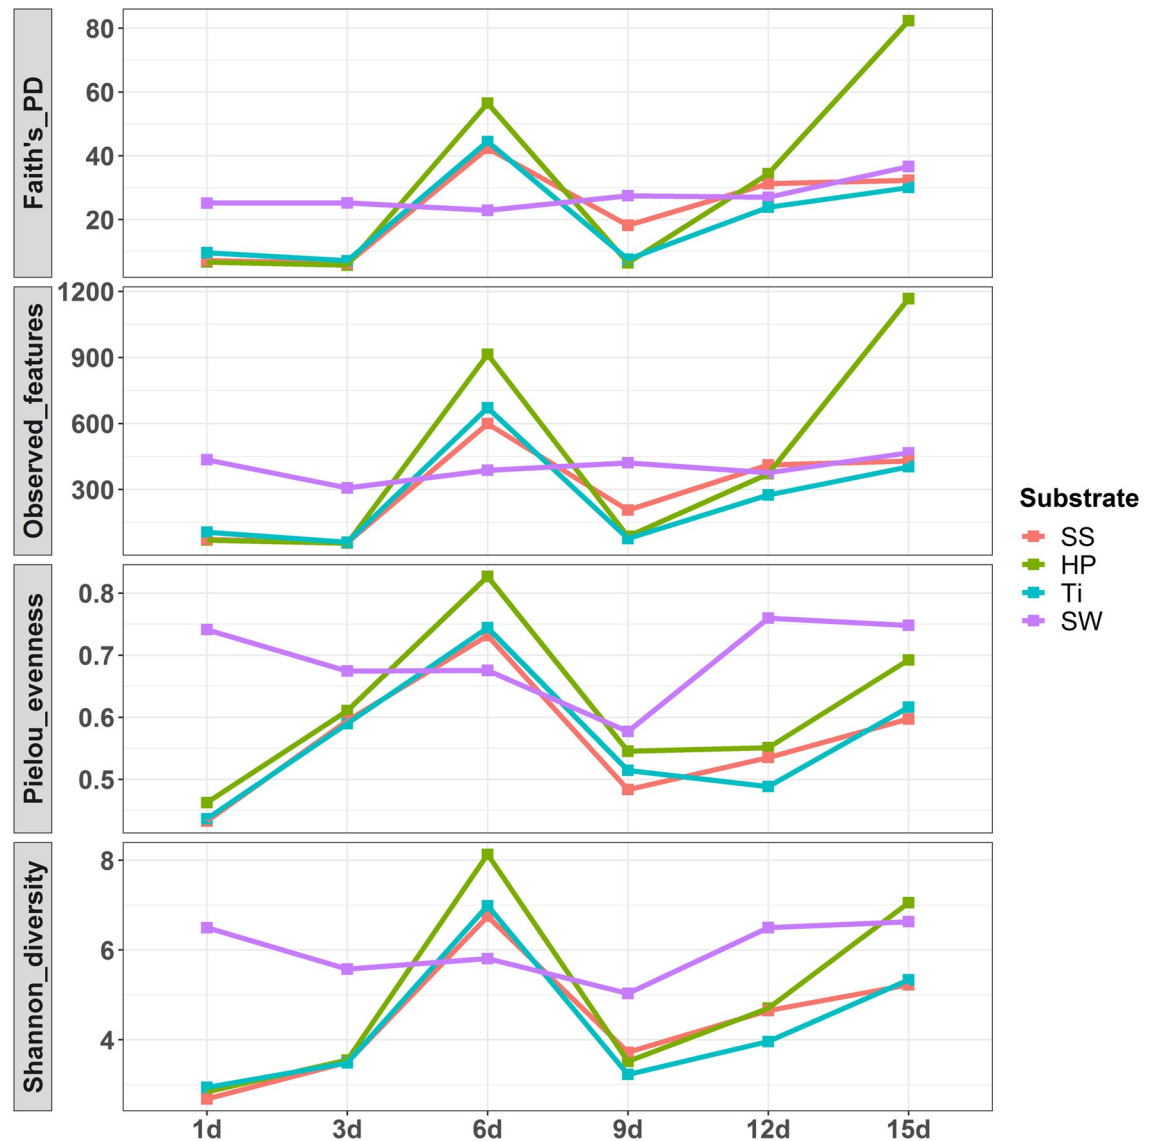 Faith's_PD
80
60
40
20
Observed_features
1200
900
600
300
Pielou_evenness
0.8
0.7
0.6
0.5
Shannon_diversity
8
6
4
1d 3d 6d 9d 12d 15d
Substrate
SS
HP
Ti
SW